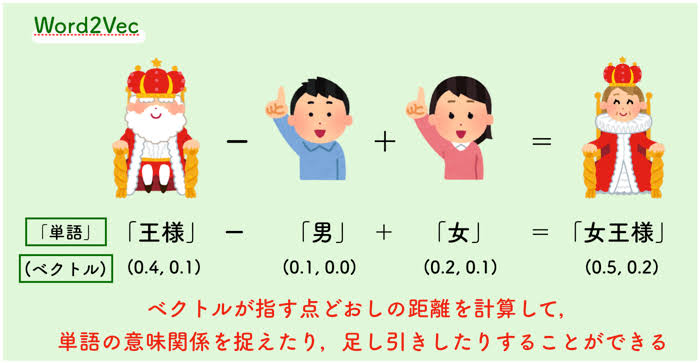 Word2Vec
− + =
「単語」 「王様」 − 「男」 + 「女」 = 「女王様」
(ベクトル) (0.4, 0.1) (0.1, 0.0) (0.2, 0.1) (0.5, 0.2)
ベクトルが指す点どおしの距離を計算して,
単語の意味関係を捉えたり, 足し引きしたりすることができる